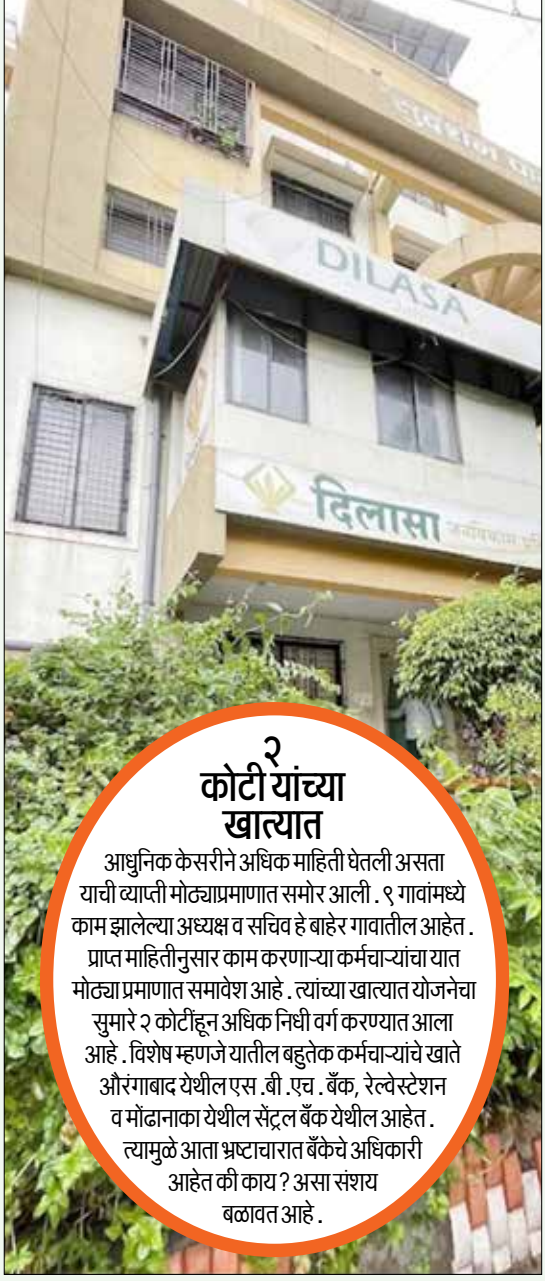 DILASA
दिलासा
२
कोटी यांच्या
खात्यात
आधुनिक केसरीने अधिक माहिती घेतली असता
याची व्याप्ती मोठ्याप्रमाणात समोर आली . ९ गावांमध्ये
काम झालेल्या अध्यक्ष व सचिव हे बाहेर गावातील आहेत .
प्राप्त माहितीनुसार काम करणाऱ्या कर्मचाऱ्यांचा यात
मोठ्या प्रमाणात समावेश आहे . त्यांच्या खात्यात योजनेचा
सुमारे २ कोटींहून अधिक निधी वर्ग करण्यात आला
आहे . विशेष म्हणजे यातील बहुतेक कर्मचाऱ्यांचे खाते
औरंगाबाद येथील एस .बी .एच . बँक, रेल्वेस्टेशन
व मोंढानाका येथील सेंट्रल बँक येथील आहेत .
त्यामुळे आता भ्रष्टाचारात बँकेचे अधिकारी
आहेत की काय ? असा संशय
बळावत आहे .